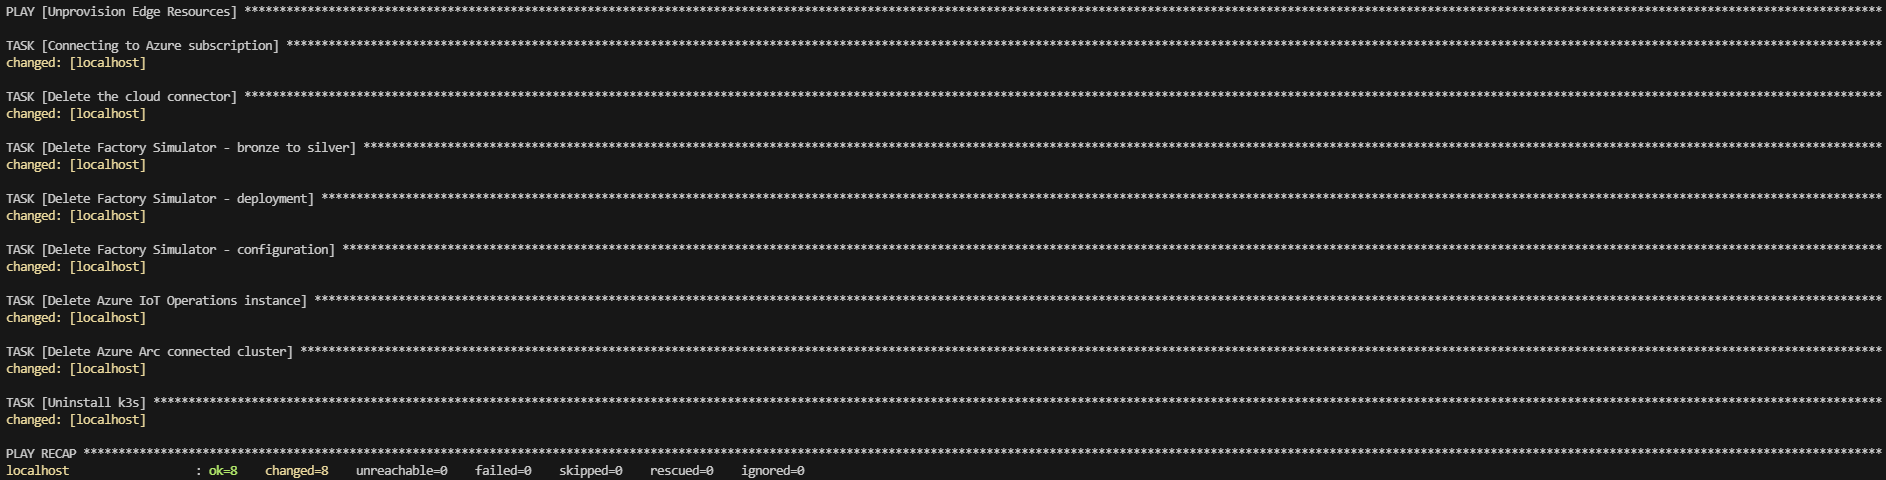 PLAY [Unprovision Edge Resources] ****************************************************************
TASK [Connecting to Azure subscription] ****************************************************************
changed: [localhost]
TASK [Delete the cloud connector] ****************************************************************
changed: [localhost]
TASK [Delete Factory Simulator - bronze to silver] ****************************************************************
changed: [localhost]
TASK [Delete Factory Simulator - deployment] ****************************************************************
changed: [localhost]
TASK [Delete Factory Simulator - configuration] ****************************************************************
changed: [localhost]
TASK [Delete Azure IoT Operations instance] ****************************************************************
changed: [localhost]
TASK [Delete Azure Arc connected cluster] ****************************************************************
changed: [localhost]
TASK [Uninstall k3s] ****************************************************************
changed: [localhost]
PLAY RECAP ****************************************************************
localhost : ok=8 changed=8 unreachable=0 failed=0 skipped=0 rescued=0 ignored=0